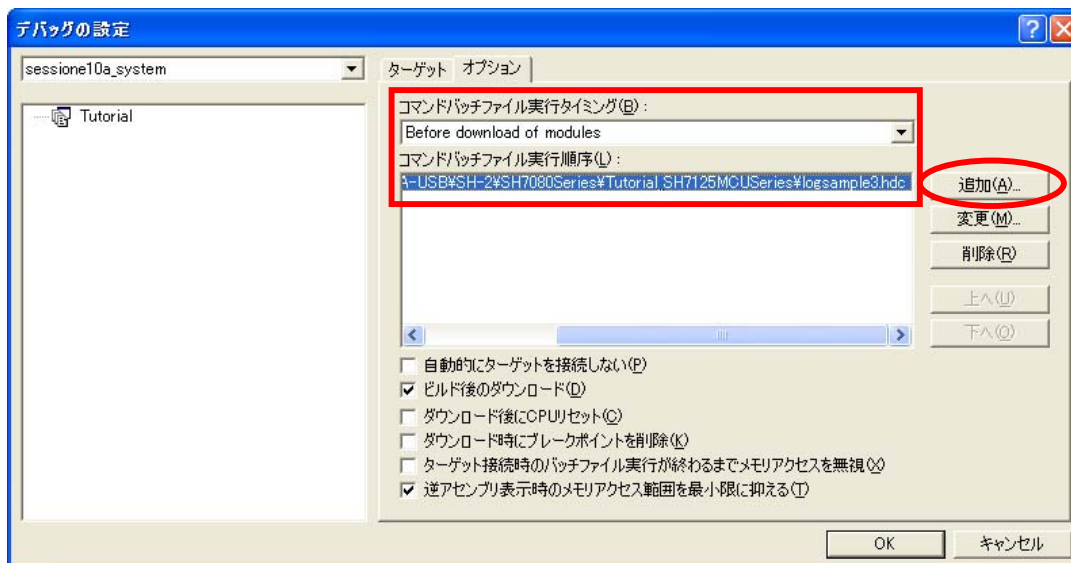 デバッグの設定
sessione10a_system
Tutorial
ターゲット オプション
コマンドバッチファイル実行タイミング(B) :
Before download of modules
コマンドバッチファイル実行順序(L) :
A-USB¥SH-2¥SH7080Series¥Tutorial_SH7125MCUSeries¥logsample3.hdc
追加(A)...
変更(M)...
削除(R)
上へ(U)
下へ(O)
自動的にターゲットを接続しない(P)
ビルド後のダウンロード(D)
ダウンロード後にCPUリセット(C)
ダウンロード時にブレークポイントを削除(K)
ターゲット接続時のバッチファイル実行が終わるまでメモリアクセスを無視(X)
逆アセンブリ表示時のメモリアクセス範囲を最小限に抑える(T)
OK
キャンセル